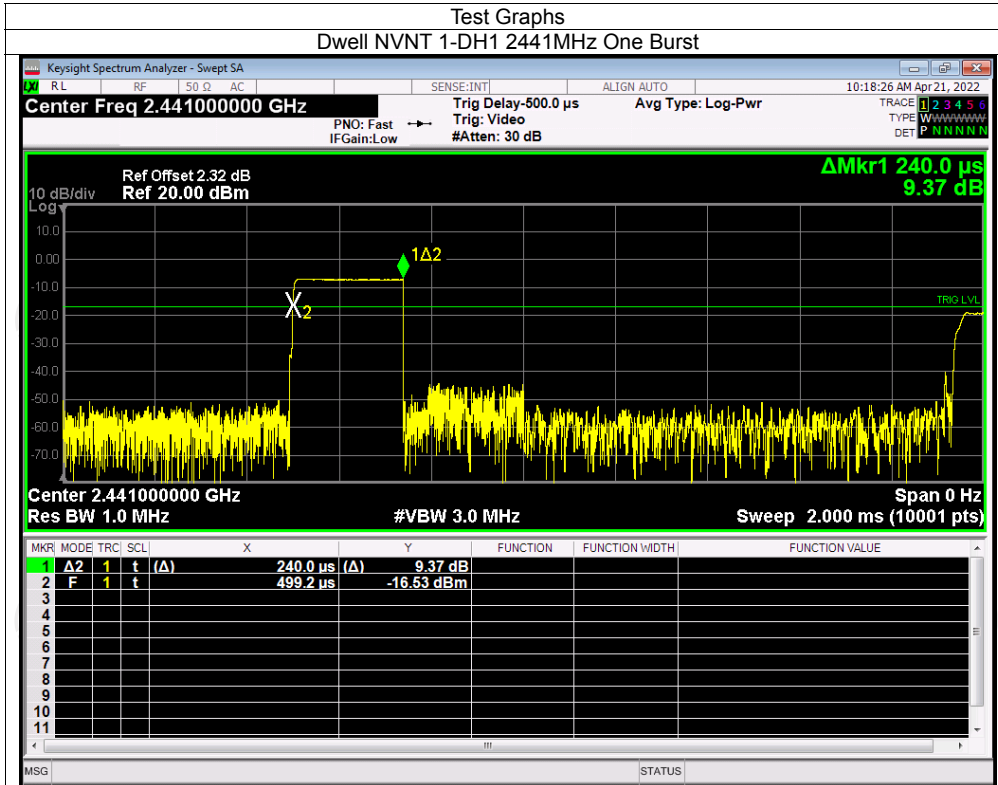 Test Graphs
Dwell NVNT 1-DH1 2441MHz One Burst
Keysight Spectrum Analyzer - Swept SA
LXI RL RF 50 Ω AC SENSE:INT ALIGN AUTO 10:18:26 AM Apr 21, 2022
Center Freq 2.441000000 GHz
PNO: Fast
IFGain:Low
Trig Delay-500.0 µs
Trig: Video
#Atten: 30 dB
Avg Type: Log-Pwr
TRACE 1 2 3 4 5 6
TYPE WWWWWW
DET P N N N N N
ΔMkr1 240.0 µs
9.37 dB
Ref Offset 2.32 dB
10 dB/div Ref 20.00 dBm
Log
10.0
0.00
-10.0
-20.0
-30.0
-40.0
-50.0
-60.0
-70.0
1Δ2
X2
TRIG LVL
Center 2.441000000 GHz Span 0 Hz
Res BW 1.0 MHz #VBW 3.0 MHz Sweep 2.000 ms (10001 pts)
MKR MODE TRC SCL X Y FUNCTION FUNCTION WIDTH FUNCTION VALUE
1 Δ2 1 t (Δ) 240.0 µs (Δ) 9.37 dB
2 F 1 t 499.2 µs -16.53 dBm
3
4
5
6
7
8
9
10
11
MSG STATUS